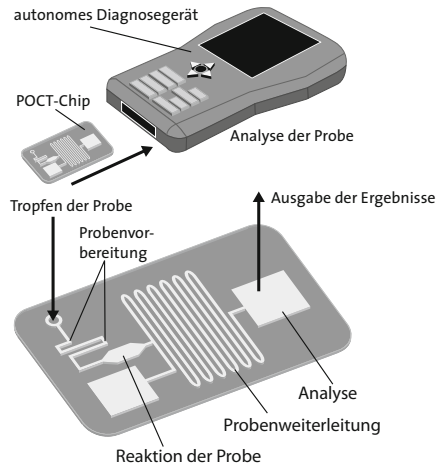 autonomes Diagnosegerät
POCT-Chip
Analyse der Probe
Tropfen der Probe
Ausgabe der Ergebnisse
Probenvor-
bereitung
Analyse
Probenweiterleitung
Reaktion der Probe